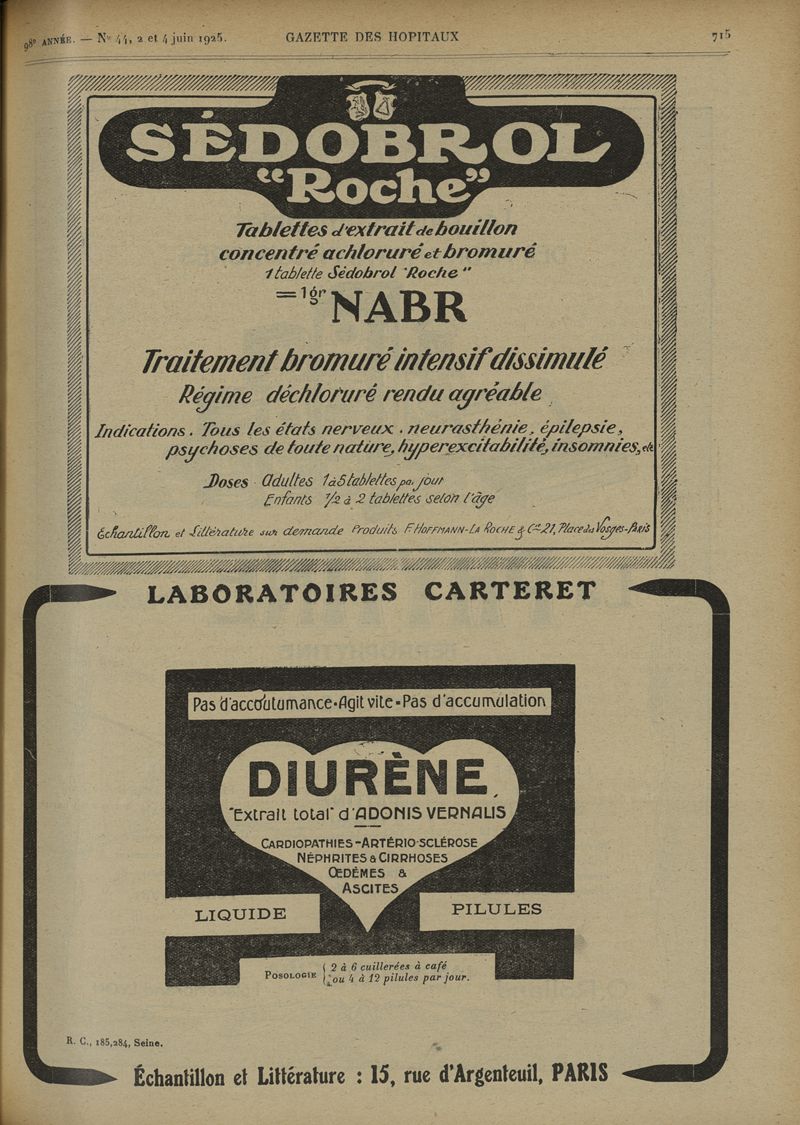 98e ANNÉE. — No 44, 2 et 4 juin 1925. GAZETTE DES HOPITAUX 715
SÉDOBROL
"Roche"
Tablettes d'extrait de bouillon
concentré achloruré et bromuré
1 tablette Sédobrol "Roche"
= 1gr NABR
Traitement bromuré intensif dissimulé
Régime déchloruré rendu agréable
Indications. Tous les états nerveux. neurasthénie, épilepsie,
psychoses de toute nature, hyperexcitabilité, insomnies, etc
Doses Adultes 1 à 5 tablettes par jour
Enfants 1/2 à 2 tablettes selon l'âge
Échantillon et Littérature sur demande Produits F. HOFFMANN-LA ROCHE & Cie 21, Place des Vosges-Paris
LABORATOIRES CARTERET
Pas d'accoutumance-Agit vite-Pas d'accumulation
DIURÈNE
"Extrait total" d'ADONIS VERNALIS
CARDIOPATHIES-ARTÉRIO-SCLÉROSE
NÉPHRITES & CIRRHOSES
ŒDÉMES &
ASCITES
LIQUIDE PILULES
POSOLOGIE { 2 à 6 cuillerées à café
ou 4 à 12 pilules par jour.
R. C., 185,284, Seine.
Échantillon et Littérature : 15, rue d'Argenteuil, PARIS